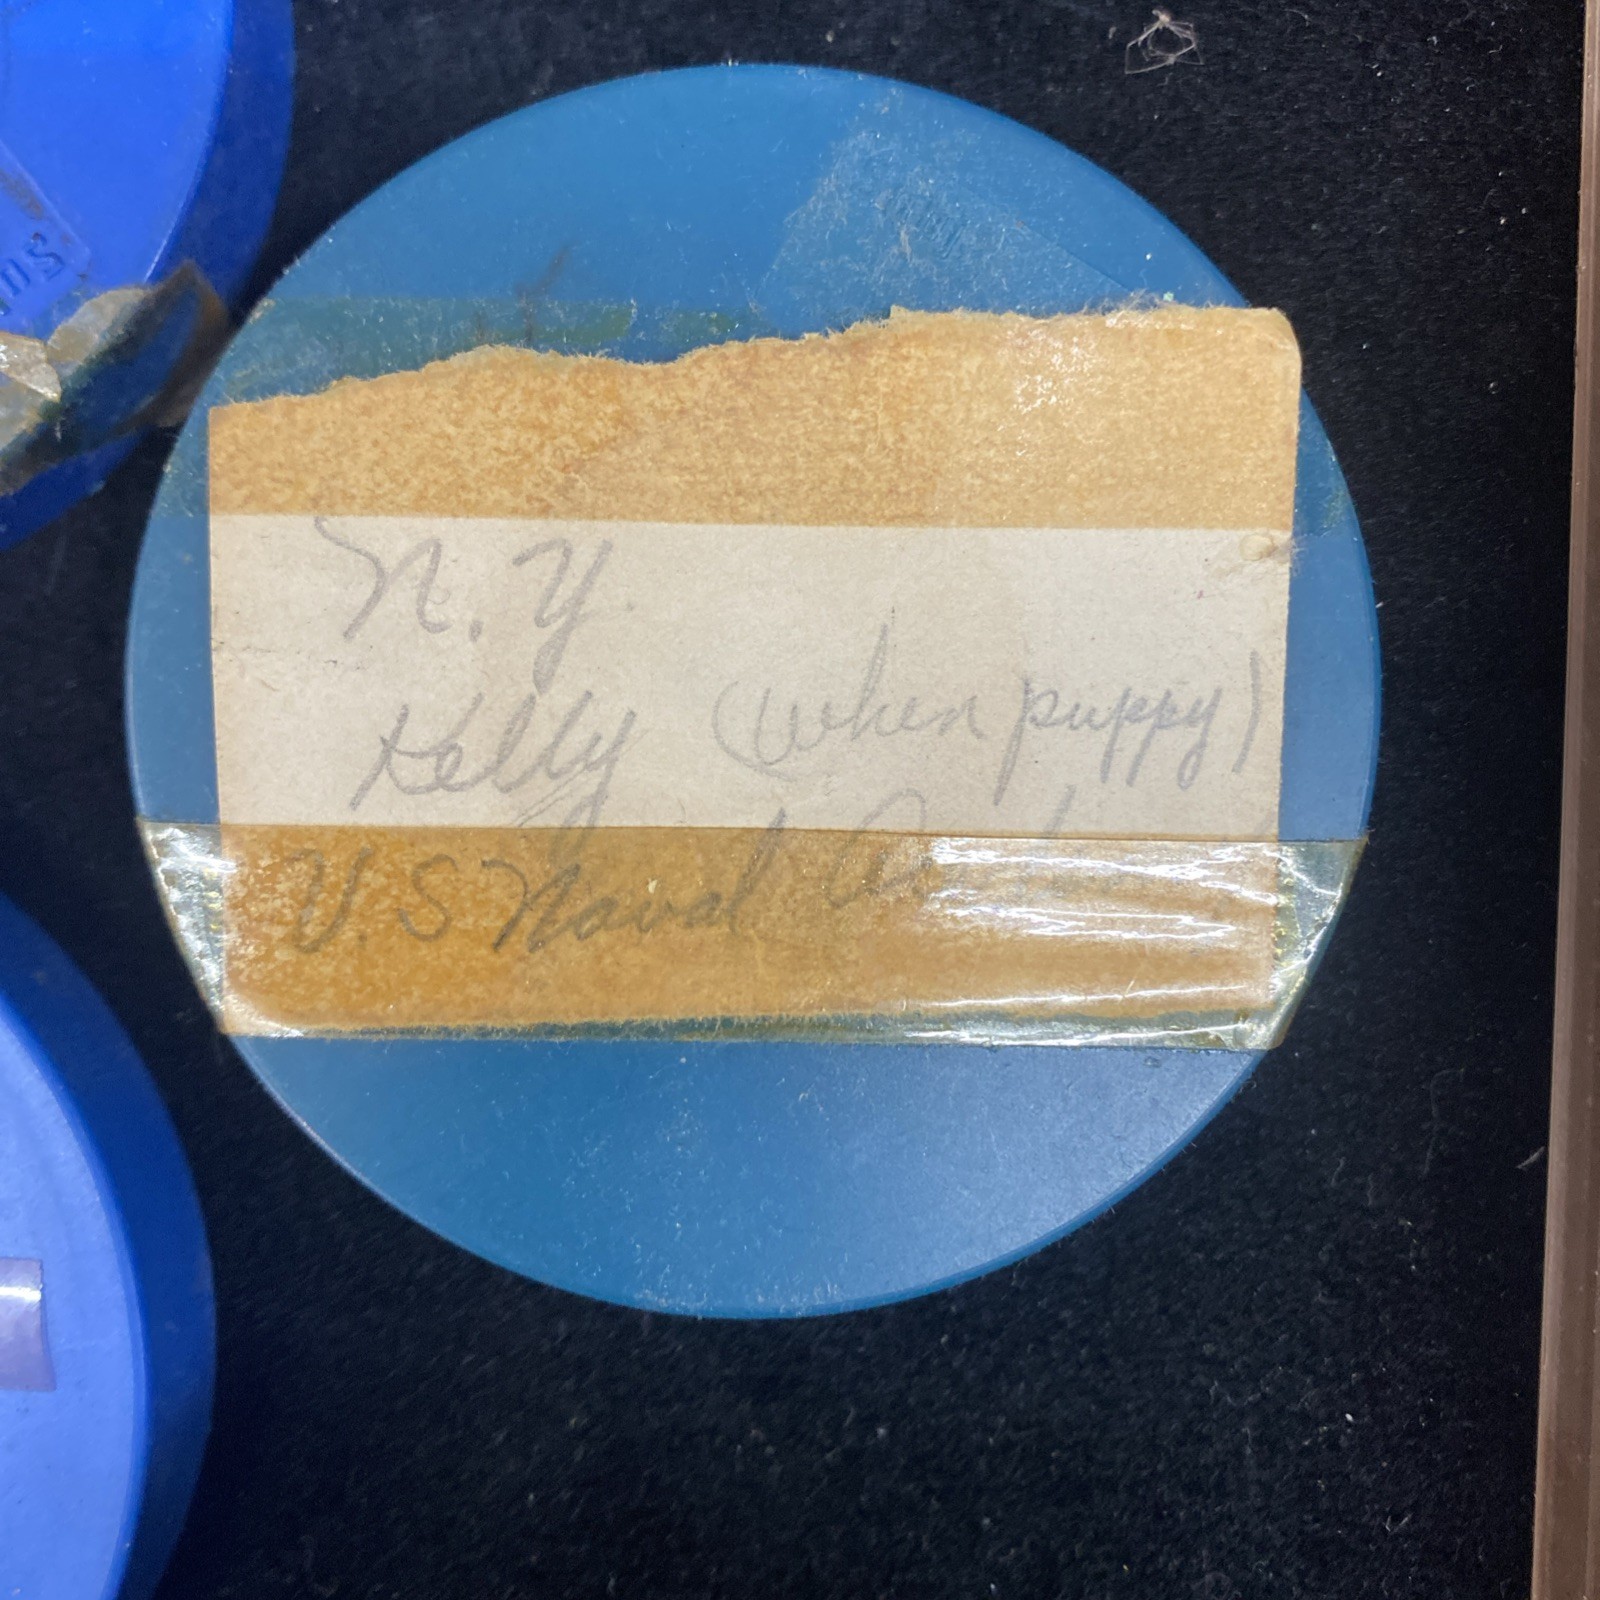 N.Y.
Kelly (when puppy)
U.S Naval